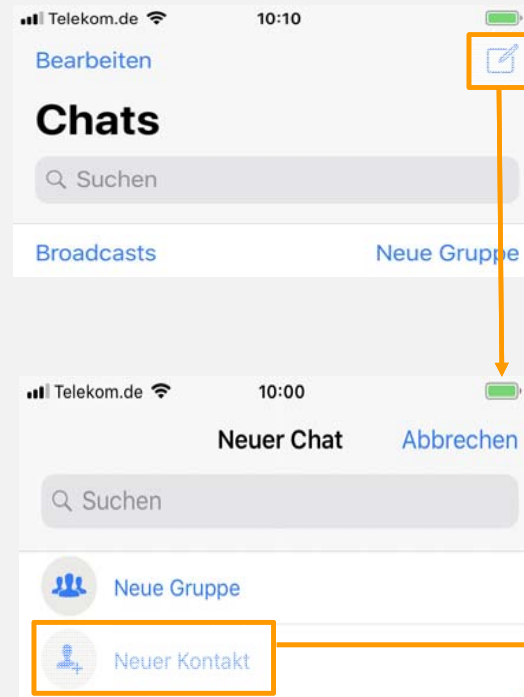 Telekom.de 10:10
Bearbeiten
Chats
Suchen
Broadcasts Neue Gruppe
Telekom.de 10:00
Neuer Chat Abbrechen
Suchen
Neue Gruppe
Neuer Kontakt